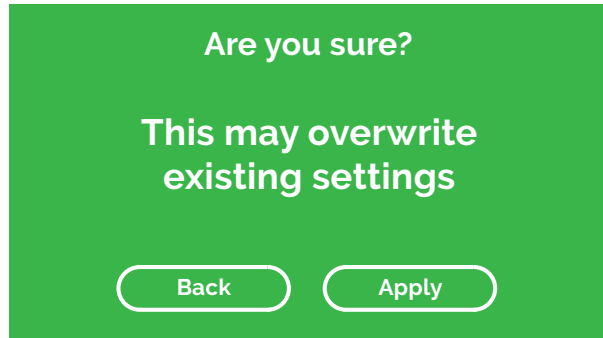 Are you sure?
This may overwrite
existing settings
Back
Apply